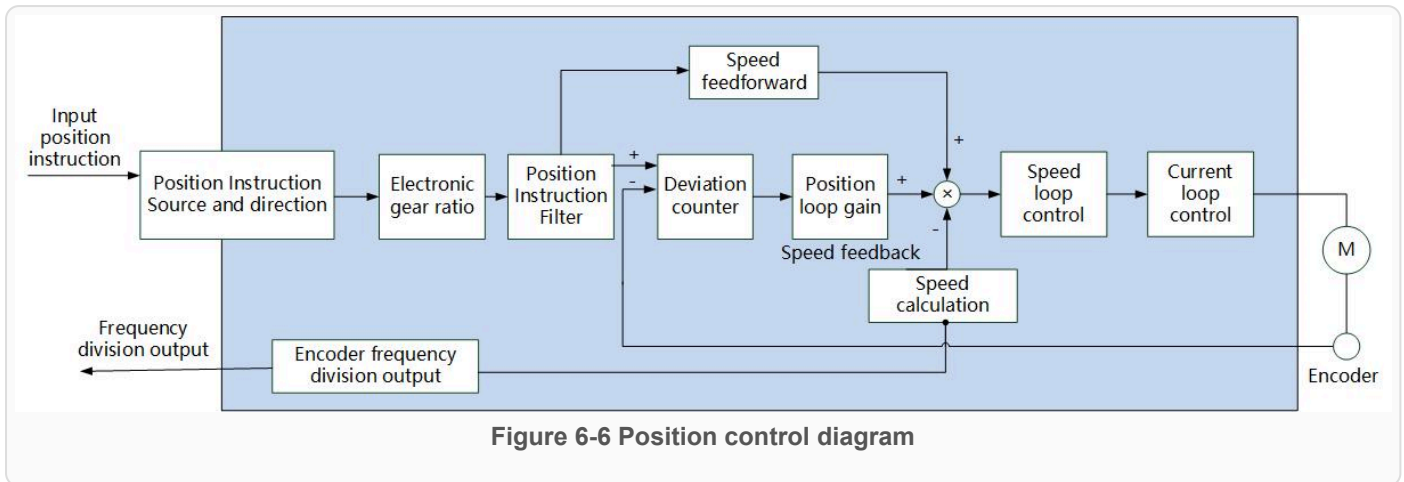 Speed
feedforward
Input
position
instruction
+
Position Instruction
Source and direction
Electronic
gear ratio
Position
Instruction
Filter
+
-
Deviation
counter
Position
loop gain
+
×
-
Speed
loop
control
Current
loop
control
M
Speed feedback
Speed
calculation
Frequency
division output
Encoder frequency
division output
Encoder
Figure 6-6 Position control diagram